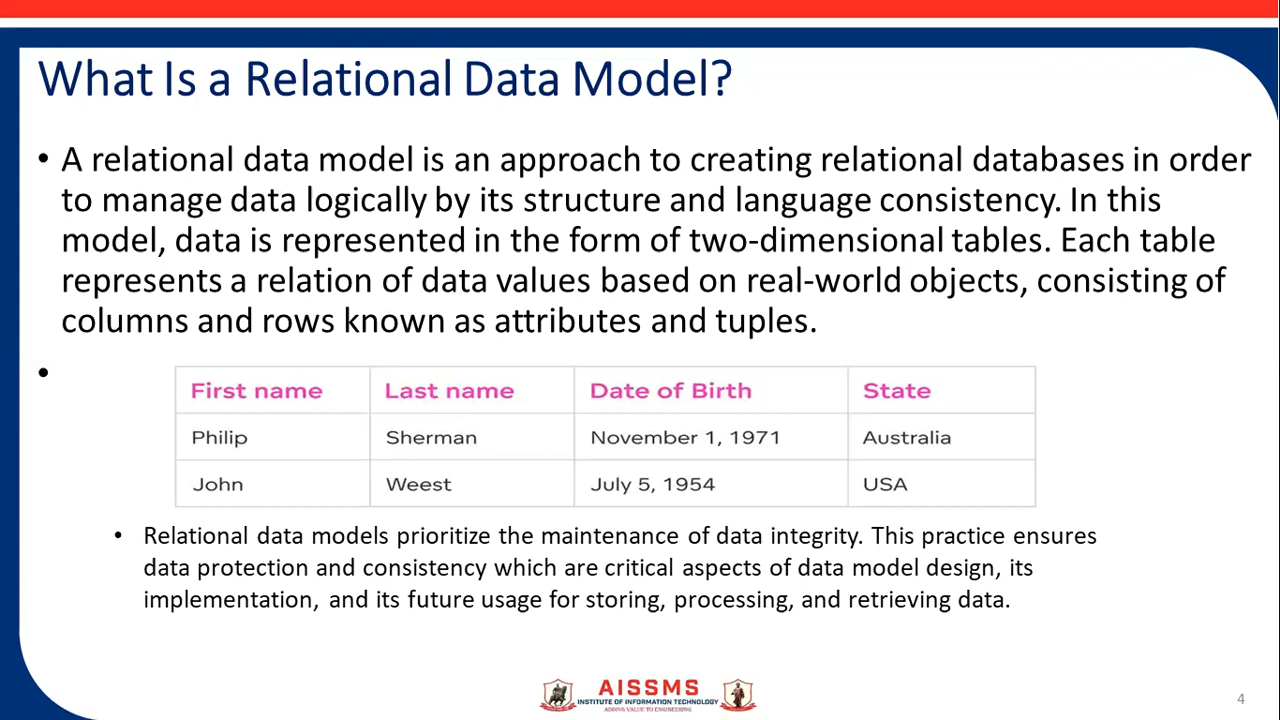 What Is a Relational Data Model?
• A relational data model is an approach to creating relational databases in order
to manage data logically by its structure and language consistency. In this
model, data is represented in the form of two-dimensional tables. Each table
represents a relation of data values based on real-world objects, consisting of
columns and rows known as attributes and tuples.
•
First name Last name Date of Birth State
Philip Sherman November 1, 1971 Australia
John Weest July 5, 1954 USA
• Relational data models prioritize the maintenance of data integrity. This practice ensures
data protection and consistency which are critical aspects of data model design, its
implementation, and its future usage for storing, processing, and retrieving data.
AISSMS
INSTITUTE OF INFORMATION TECHNOLOGY
ADDING VALUE TO ENGINEERING
4